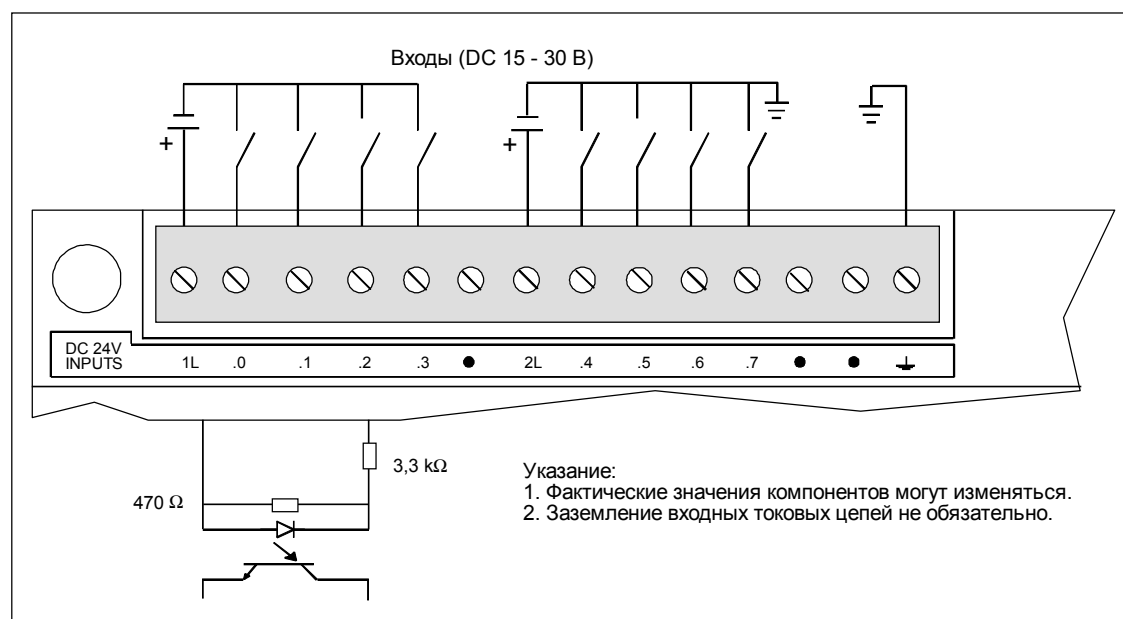 Входы (DC 15 - 30 В)
+ +
DC 24V
INPUTS
1L .0 .1 .2 .3 ● 2L .4 .5 .6 .7 ● ●
3,3 kΩ
470 Ω
Указание:
1. Фактические значения компонентов могут изменяться.
2. Заземление входных токовых цепей не обязательно.